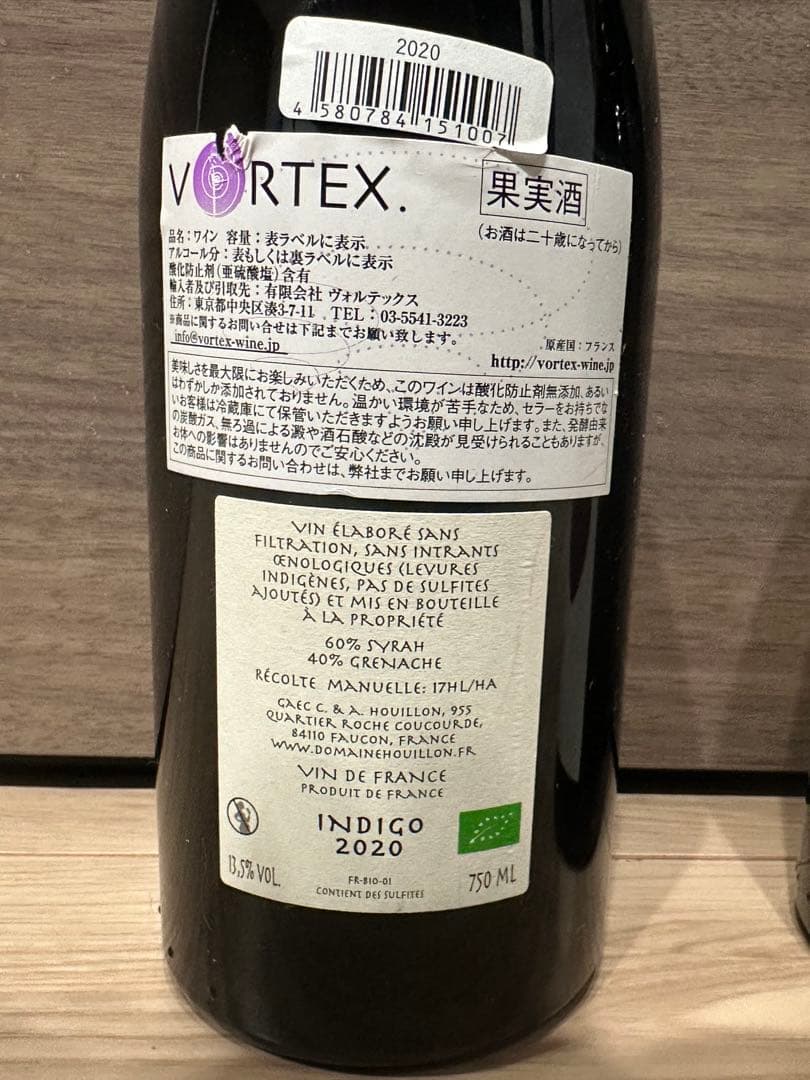 2020
4 580784 151007
VORTEX.
果実酒
(お酒は二十歳になってから)
品名：ワイン 容量：表ラベルに表示
アルコール分：表もしくは裏ラベルに表示
酸化防止剤（亜硫酸塩）含有
輸入者及び引取先：有限会社 ヴォルテックス
住所：東京都中央区湊3-7-11 TEL：03-5541-3223
※商品に関するお問い合せは下記までお願い致します。
info@vortex-wine.jp
原産国：フランス
http://vortex-wine.jp
美味しさを最大限にお楽しみいただくため、このワインは酸化防止剤無添加、あるい
はわずかしか添加されておりません。温かい環境が苦手なため、セラーをお持ちでな
いお客様は冷蔵庫にて保管いただきますようお願い申し上げます。また、発酵由来
の炭酸ガス、無ろ過による澱や酒石酸などの沈殿が見受けられることもありますが、
お体への影響はありませんのでご安心ください。
この商品に関するお問い合わせは、弊社までお願い申し上げます。
VIN ÉLABORÉ SANS
FILTRATION, SANS INTRANTS
ŒNOLOGIQUES (LEVURES
INDIGÈNES, PAS DE SULFITES
AJOUTÉS) ET MIS EN BOUTEILLE
À LA PROPRIÉTÉ
60% SYRAH
40% GRENACHE
RÉCOLTE MANUELLE: 17HL/HA
GAEC C. & A. HOUILLON, 955
QUARTIER ROCHE COUCOURDE,
84110 FAUCON, FRANCE
WWW.DOMAINEHOUILLON.FR
VIN DE FRANCE
PRODUIT DE FRANCE
INDIGO
2020
13,5% VOL.
FR-BIO-01
750 ML
CONTIENT DES SULFITES